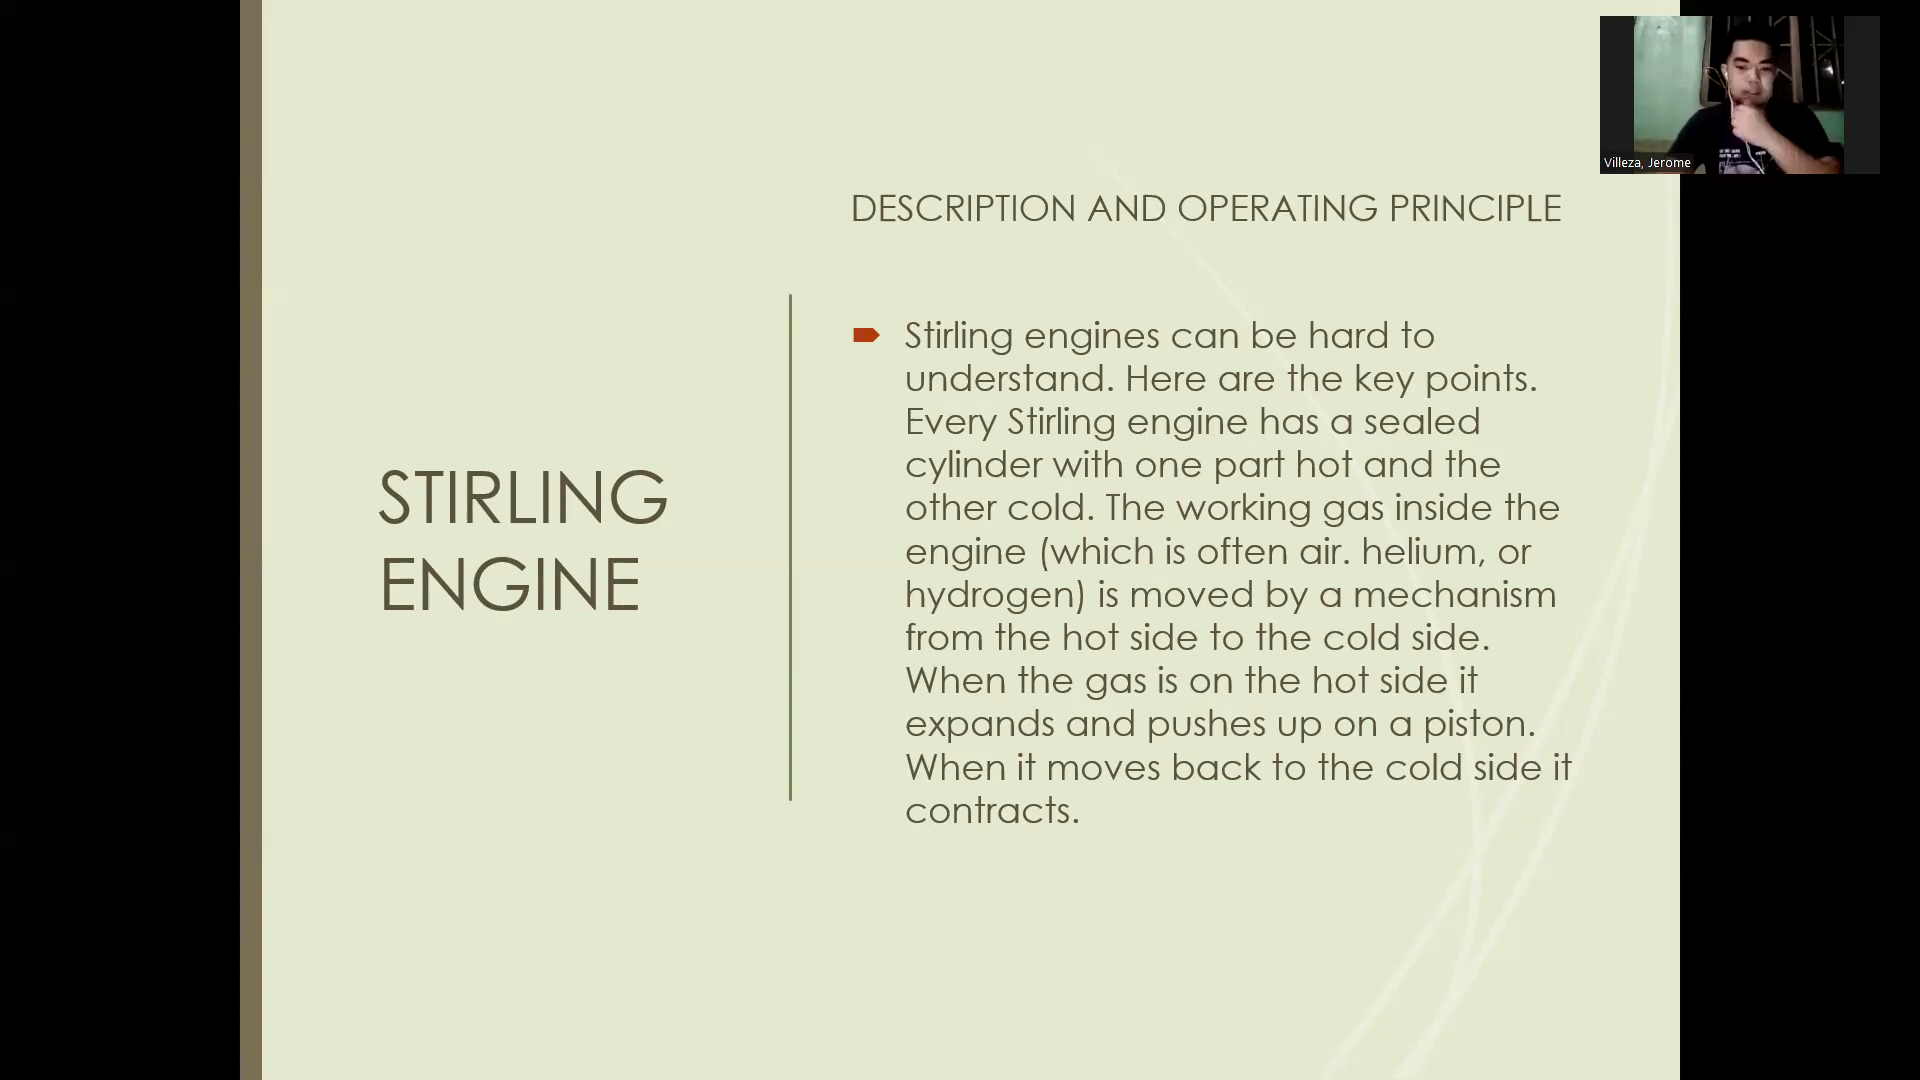 Villeza, Jerome
DESCRIPTION AND OPERATING PRINCIPLE
STIRLING
ENGINE
Stirling engines can be hard to
understand. Here are the key points.
Every Stirling engine has a sealed
cylinder with one part hot and the
other cold. The working gas inside the
engine (which is often air. helium, or
hydrogen) is moved by a mechanism
from the hot side to the cold side.
When the gas is on the hot side it
expands and pushes up on a piston.
When it moves back to the cold side it
contracts.